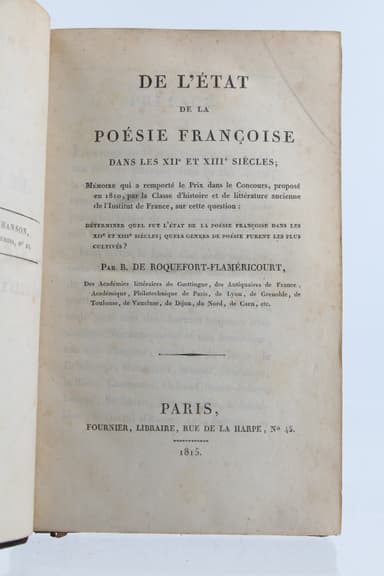 HANSON,
DE L'ÉTAT
DE LA
POÉSIE FRANÇOISE
DANS LES XIIᵉ ET XIIIᵉ SIÈCLES;
Mémoire qui a remporté le Prix dans le Concours, proposé
en 1810, par la Classe d'histoire et de littérature ancienne
de l'Institut de France, sur cette question:
DÉTERMINER QUEL FUT L'ÉTAT DE LA POÉSIE FRANÇOISE DANS LES
XIIᵉ ET XIIIᵉ SIÈCLES; QUELS GENRES DE POÉSIE FURENT LES PLUS
CULTIVÉS?
PAR B. DE ROQUEFORT-FLAMÉRICOURT,
Des Académies littéraires de Gœttingue, des Antiquaires de France,
Académique, Philotechnique de Paris, de Lyon, de Grenoble, de
Toulouse, de Vaucluse, de Dijon, du Nord, de Caen, etc.
PARIS,
FOURNIER, LIBRAIRE, RUE DE LA HARPE, Nº 45.
1815.